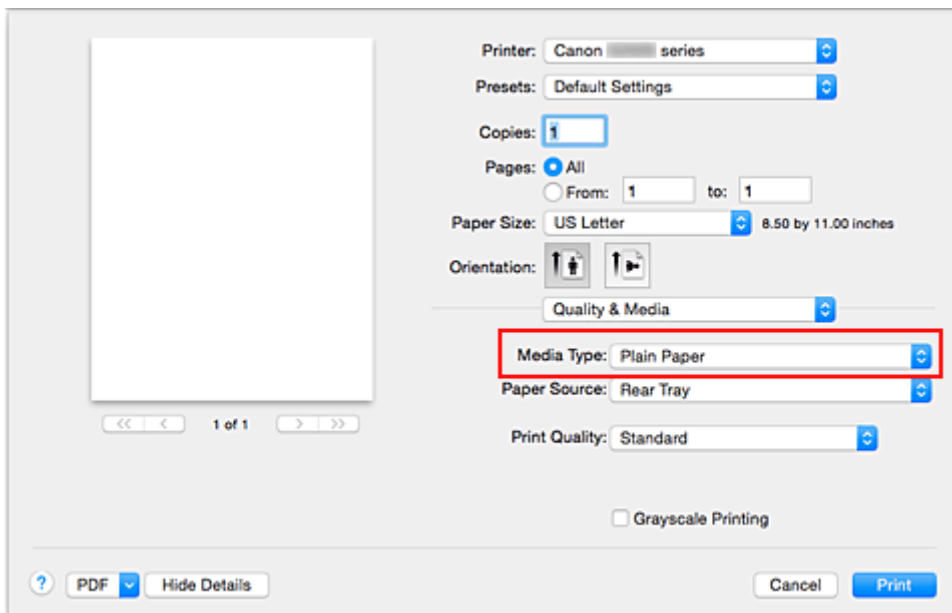 Printer: Canon series
Presets: Default Settings
Copies: 1
Pages: All
From: 1 to: 1
Paper Size: US Letter 8.50 by 11.00 inches
Orientation:
Quality & Media
Media Type: Plain Paper
Paper Source: Rear Tray
1 of 1
Print Quality: Standard
Grayscale Printing
? PDF Hide Details Cancel Print